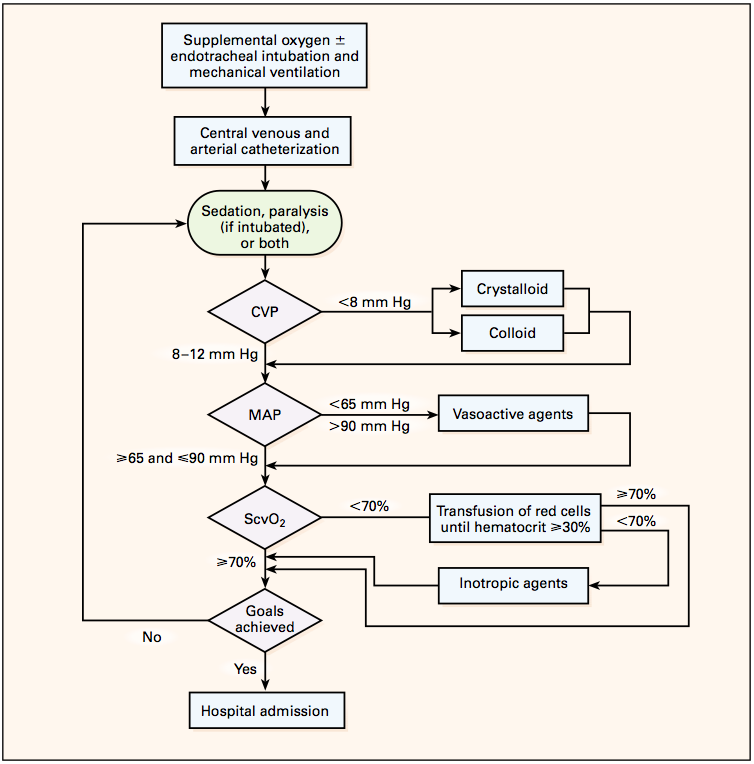 Supplemental oxygen ±
endotracheal intubation and
mechanical ventilation
Central venous and
arterial catheterization
Sedation, paralysis
(if intubated),
or both
CVP
<8 mm Hg
Crystalloid
Colloid
8–12 mm Hg
MAP
<65 mm Hg
>90 mm Hg
Vasoactive agents
⩾65 and ⩽90 mm Hg
ScvO₂
<70%
Transfusion of red cells
until hematocrit ⩾30%
⩾70%
<70%
⩾70%
Inotropic agents
Goals
achieved
No
Yes
Hospital admission